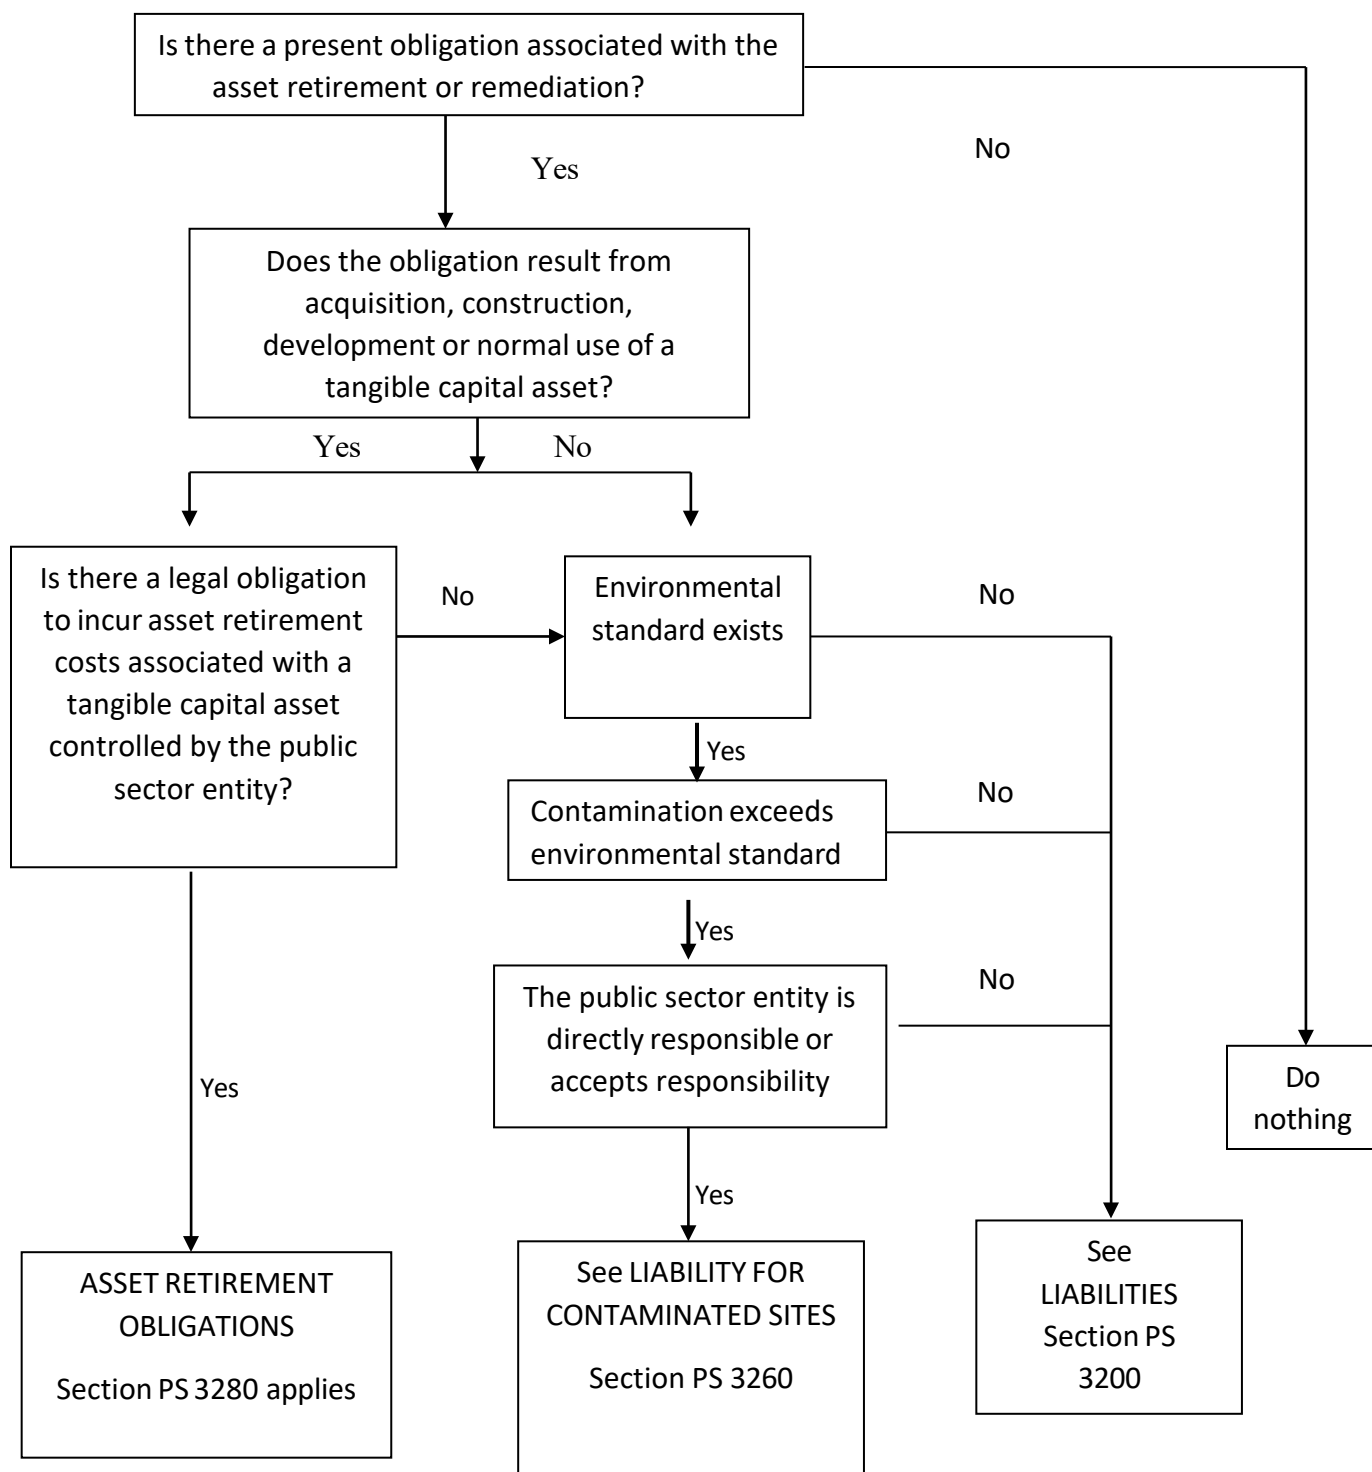 Is there a present obligation associated with the
asset retirement or remediation?
No
Yes
Does the obligation result from
acquisition, construction,
development or normal use of a
tangible capital asset?
Yes
No
Is there a legal obligation
to incur asset retirement
costs associated with a
tangible capital asset
controlled by the public
sector entity?
No
Environmental
standard exists
No
Yes
Contamination exceeds
environmental standard
No
Yes
The public sector entity is
directly responsible or
accepts responsibility
No
Do
nothing
Yes
Yes
ASSET RETIREMENT
OBLIGATIONS
Section PS 3280 applies
See LIABILITY FOR
CONTAMINATED SITES
Section PS 3260
See
LIABILITIES
Section PS
3200